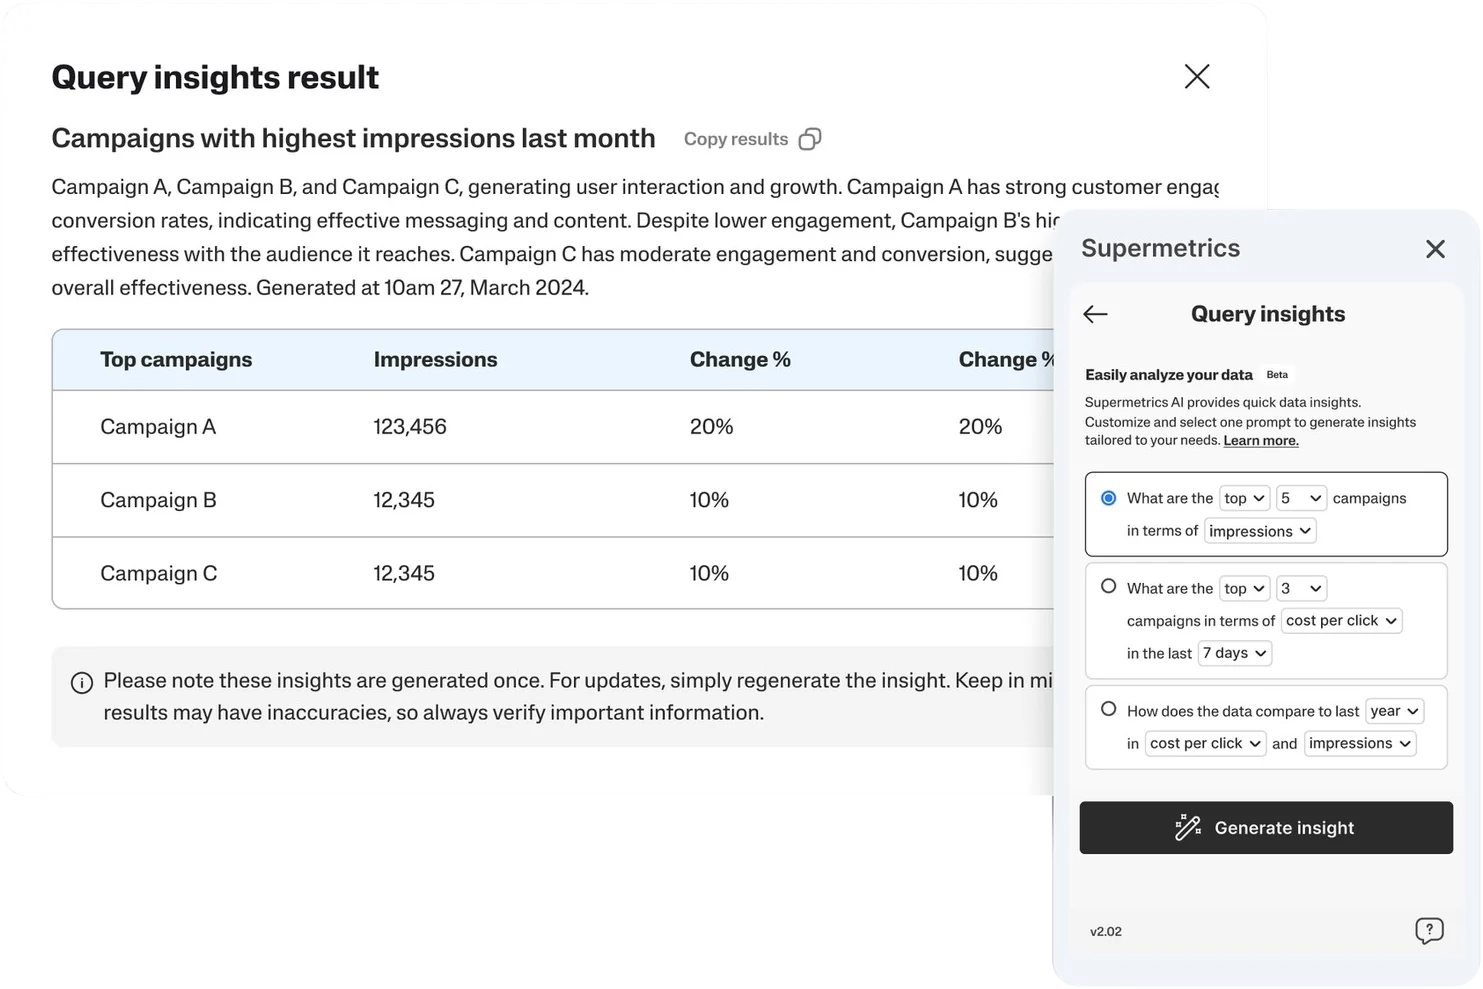 Query insights result
Campaigns with highest impressions last month Copy results
Campaign A, Campaign B, and Campaign C, generating user interaction and growth. Campaign A has strong customer
conversion rates, indicating effective messaging and content. Despite lower engagement, Campaign B's
effectiveness with the audience it reaches. Campaign C has moderate engagement and conversion,
overall effectiveness. Generated at 10am 27, March 2024.
Top campaigns Impressions Change % Change %
Campaign A 123,456 20% 20%
Campaign B 12,345 10% 10%
Campaign C 12,345 10% 10%
Please note these insights are generated once. For updates, simply regenerate the insight. Keep in
results may have inaccuracies, so always verify important information.
Supermetrics
Query insights
Easily analyze your data Beta
Supermetrics AI provides quick data insights.
Customize and select one prompt to generate insights
tailored to your needs. Learn more.
What are the top 5 campaigns
in terms of impressions
What are the top 3
campaigns in terms of cost per click
in the last 7 days
How does the data compare to last year
in cost per click and impressions
Generate insight
v2.02